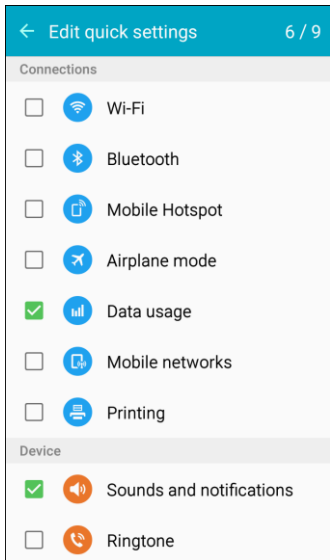 Edit quick settings 6 / 9
Connections
Wi-Fi
Bluetooth
Mobile Hotspot
Airplane mode
Data usage
Mobile networks
Printing
Device
Sounds and notifications
Ringtone